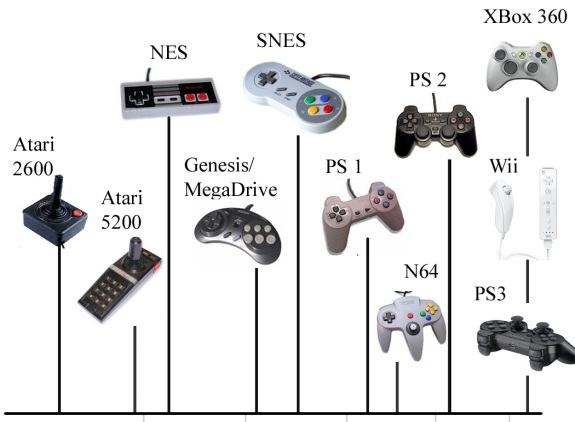 XBox 360
SNES
NES
PS 2
Atari
2600
Genesis/
MegaDrive
PS 1
Wii
Atari
5200
N64
PS3